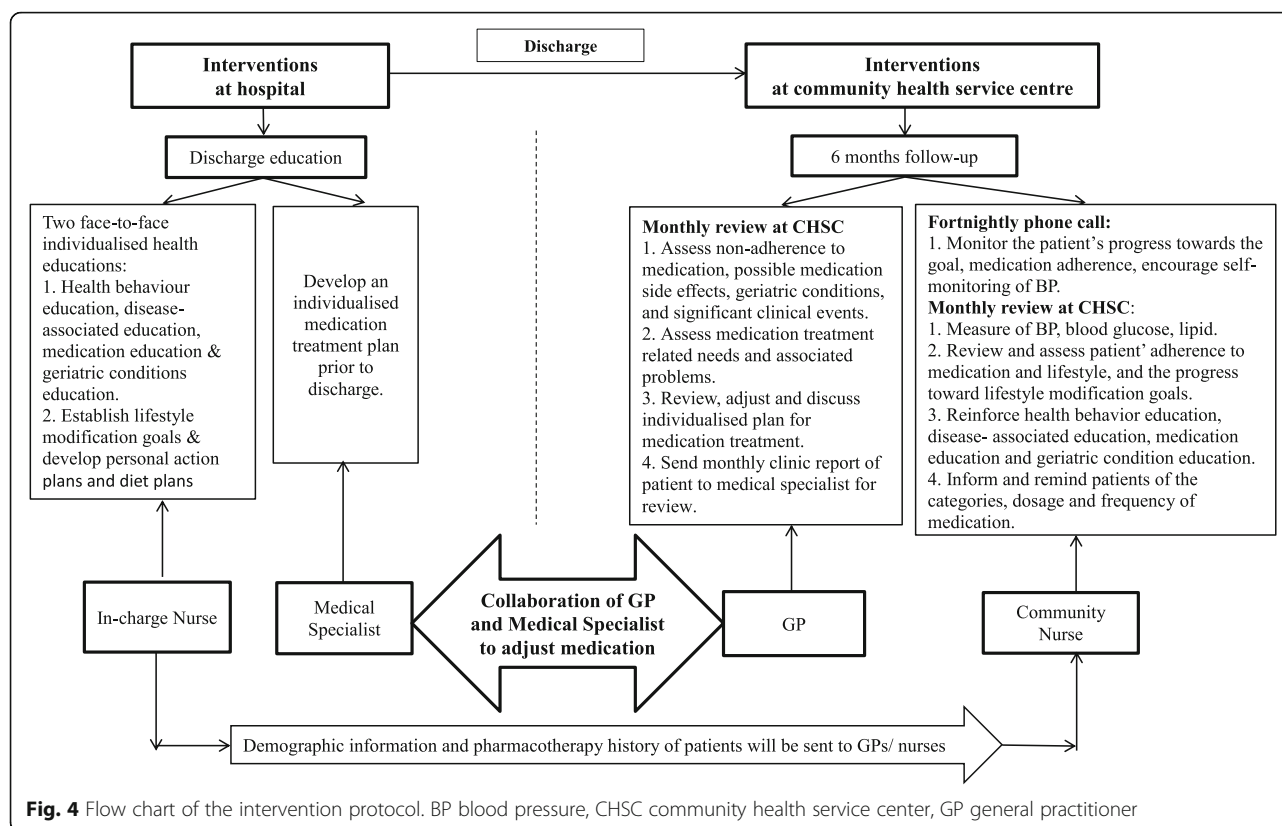 Discharge
Interventions
at hospital
Interventions
at community health service centre
Discharge education
6 months follow-up
Two face-to-face
individualised health
educations:
1. Health behaviour
education, disease-
associated education,
medication education &
geriatric conditions
education.
2. Establish lifestyle
modification goals &
develop personal action
plans and diet plans
Develop an
individualised
medication
treatment plan
prior to
discharge.
Monthly review at CHSC
1. Assess non-adherence to
medication, possible medication
side effects, geriatric conditions,
and significant clinical events.
2. Assess medication treatment
related needs and associated
problems.
3. Review, adjust and discuss
individualised plan for
medication treatment.
4. Send monthly clinic report of
patient to medical specialist for
review.
Fortnightly phone call:
1. Monitor the patient's progress towards the
goal, medication adherence, encourage self-
monitoring of BP.
Monthly review at CHSC:
1. Measure of BP, blood glucose, lipid.
2. Review and assess patient' adherence to
medication and lifestyle, and the progress
toward lifestyle modification goals.
3. Reinforce health behavior education,
disease- associated education, medication
education and geriatric condition education.
4. Inform and remind patients of the
categories, dosage and frequency of
medication.
In-charge Nurse
Medical
Specialist
Collaboration of GP
and Medical Specialist
to adjust medication
GP
Community
Nurse
Demographic information and pharmacotherapy history of patients will be sent to GPs/ nurses
Fig. 4 Flow chart of the intervention protocol. BP blood pressure, CHSC community health service center, GP general practitioner